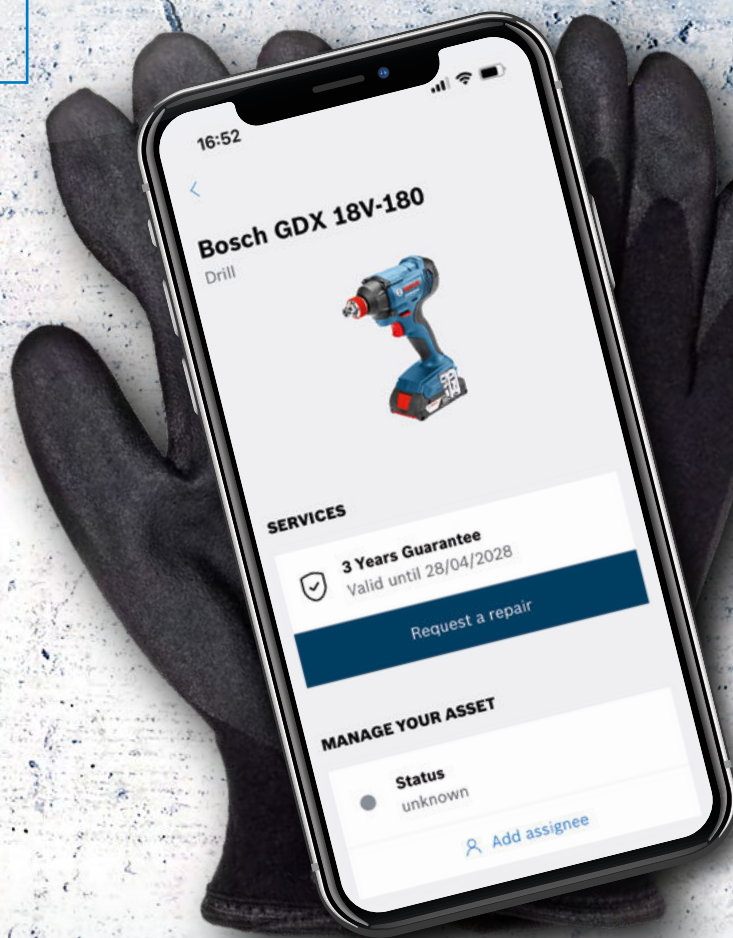 16:52
Bosch GDX 18V-180
Drill
SERVICES
3 Years Guarantee
Valid until 28/04/2028
Request a repair
MANAGE YOUR ASSET
Status
unknown
Add assignee